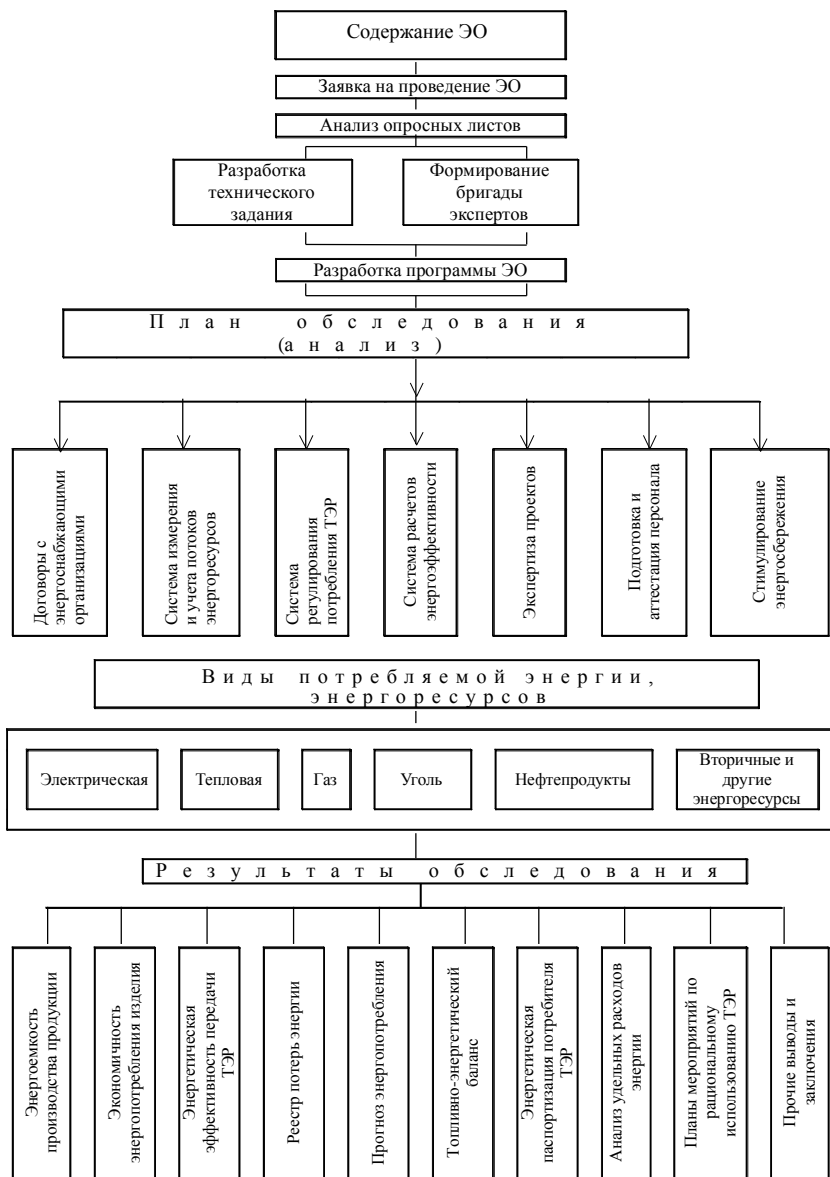 Содержание ЭО
Заявка на проведение ЭО
Анализ опросных листов
Разработка
технического
задания
Формирование
бригады
экспертов
Разработка программы ЭО
План обследования
(анализ)
Договоры с
энергоснабжающими
организациями
Система измерения
и учета потоков
энергоресурсов
Система
регулирования
потребления ТЭР
Система расчетов
энергоэффективности
Экспертиза проектов
Подготовка и
аттестация персонала
Стимулирование
энергосбережения
Виды потребляемой энергии,
энергоресурсов
Электрическая
Тепловая
Газ
Уголь
Нефтепродукты
Вторичные и
другие
энергоресурсы
Результаты обследования
Энергоемкость
производства продукции
Экономичность
энергопотребления изделия
Энергетическая
эффективность передачи
ТЭР
Реестр потерь энергии
Прогноз энергопотребления
Топливно-энергетический
баланс
Энергетическая
паспортизация потребителя
ТЭР
Анализ удельных расходов
энергии
Планы мероприятий по
рациональному
использованию ТЭР
Прочие выводы и
заключения